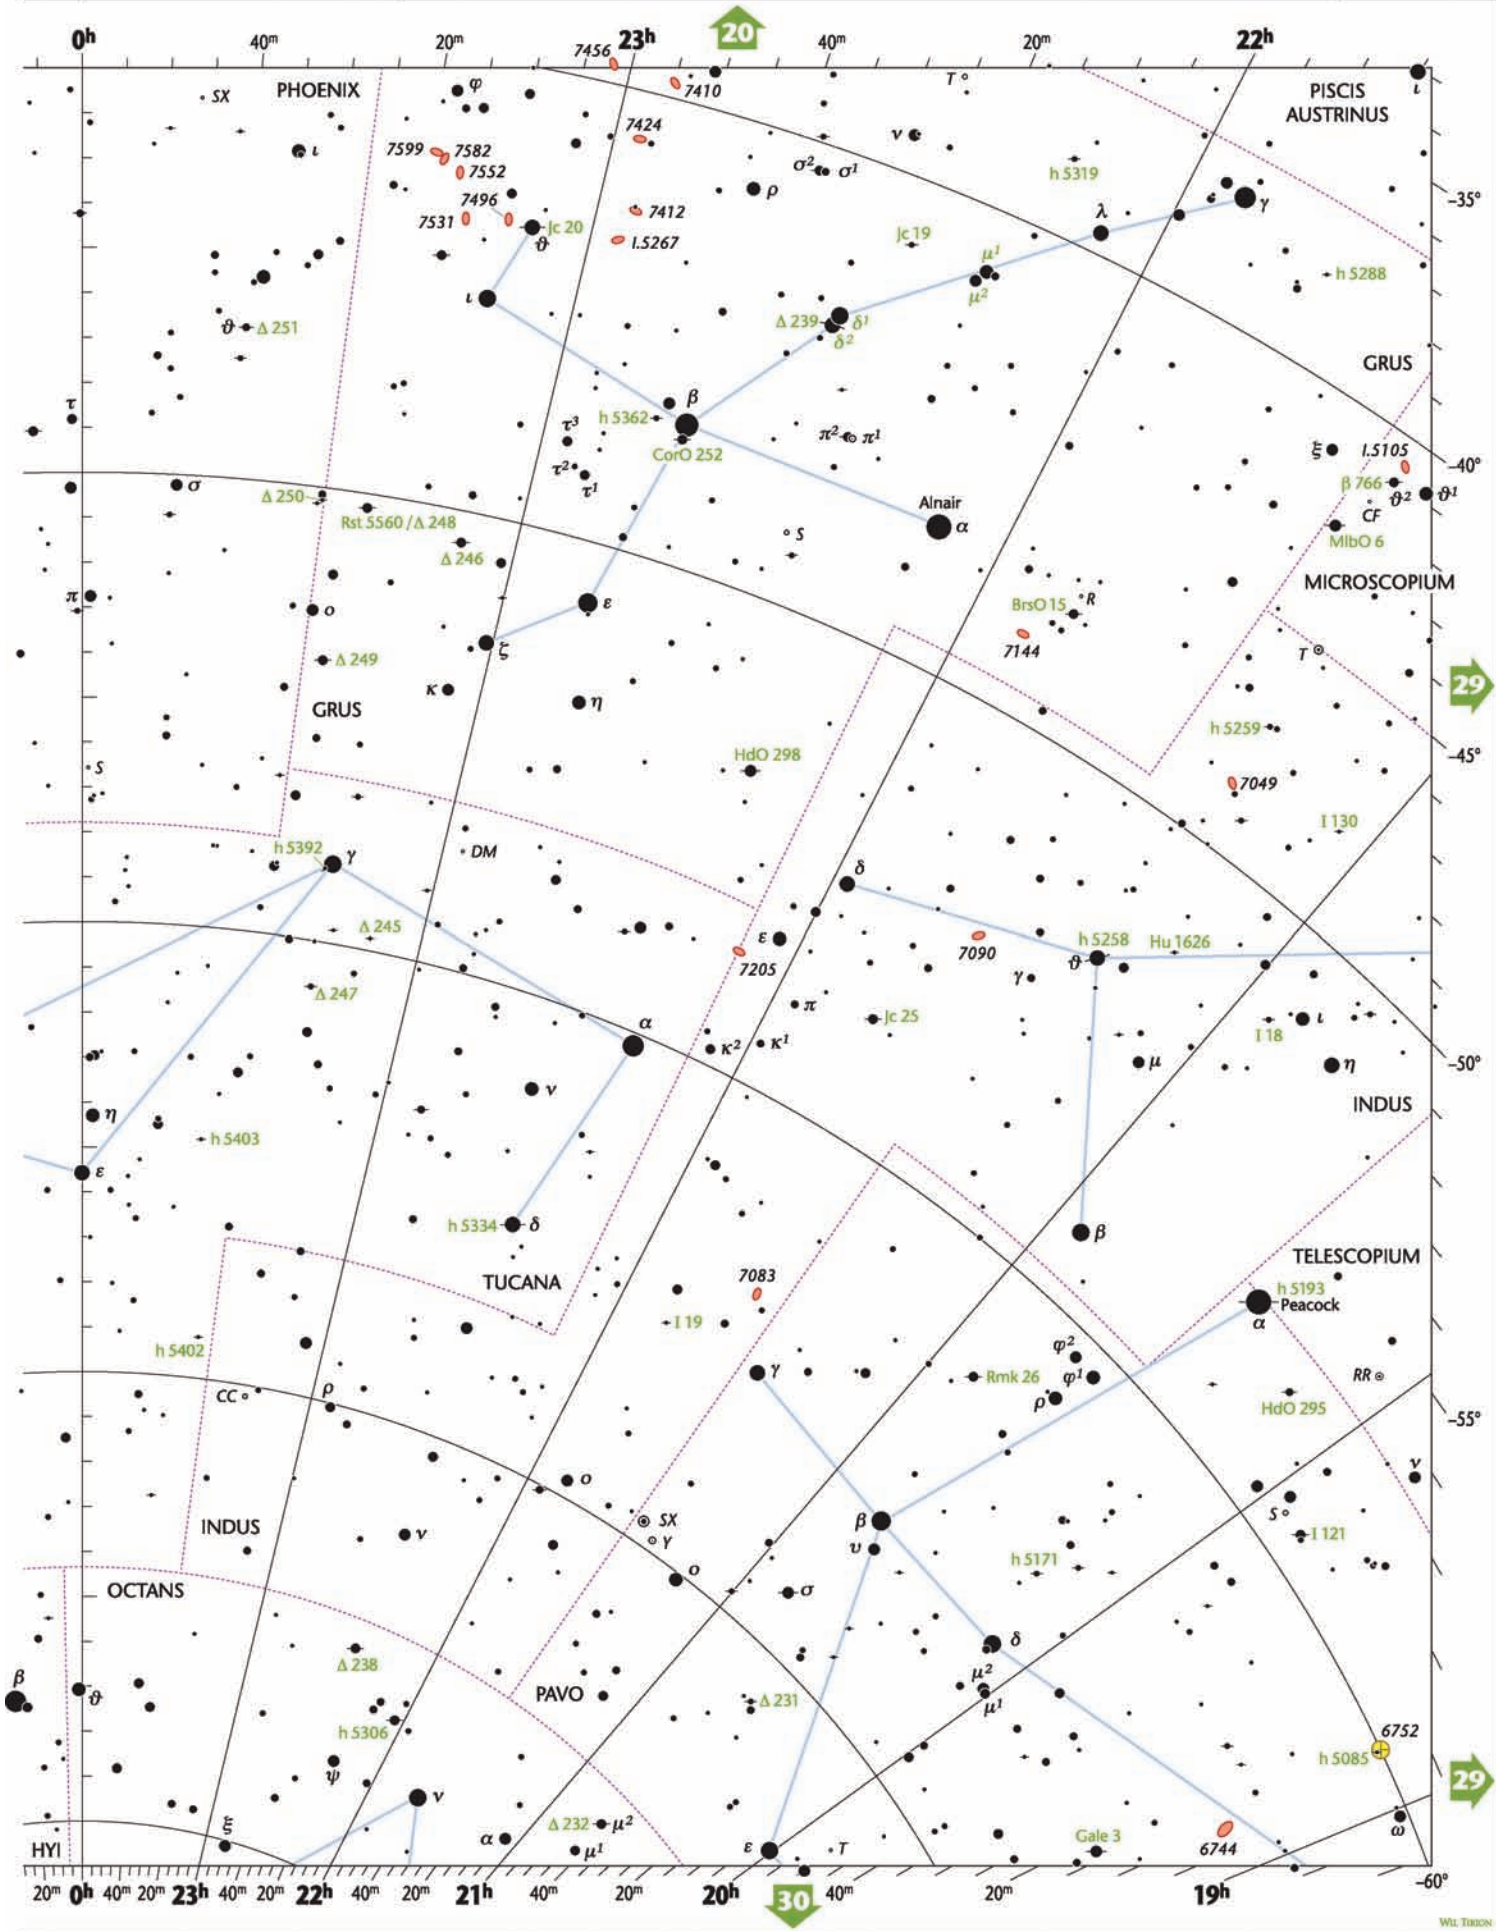 20
0h 40m 20m 23h 40m 20m 22h
7456
7410
T
ι
PHOENIX
φ
PISCIS
AUSTRINUS
SX
7424
ν
7599 7582
7552
ι
σ² σ¹
h 5319
ρ
γ
–35°
7496
7531
7412
λ
Jc 20
ϑ
I.5267
Jc 19
μ¹
μ²
h 5288
ι
ϑ Δ 251
Δ 239 δ¹
δ²
GRUS
β
τ
h 5362
τ³
CorO 252
π² π¹
ξ I.5105
–40°
τ²
τ¹
β 766
ϑ² ϑ¹
σ
Δ 250
Alnair
α
CF
Rst 5560 / Δ 248
S
MlbO 6
Δ 246
MICROSCOPIUM
π
ο
ε
BrsO 15 R
ζ
7144
T
Δ 249
κ
η
29
GRUS
h 5259
HdO 298
–45°
S
7049
I 130
h 5392 γ
DM
δ
Δ 245
ε
7205
7090
h 5258 Hu 1626
ϑ
γ
Δ 247
π
Jc 25
ι
I 18
α
κ² κ¹
μ
η
–50°
ν
INDUS
η
h 5403
ε
h 5334 δ
β
TELESCOPIUM
TUCANA
7083
h 5193
Peacock
α
I 19
h 5402
φ²
γ
Rmk 26 φ¹
RR
ρ
CC
ρ
HdO 295
–55°
ν
ο
SX
Y
β
S
INDUS
ν
υ
I 121
h 5171
ο
σ
OCTANS
δ
Δ 238
μ²
β
ϑ
PAVO
Δ 231
μ¹
h 5306
6752
h 5085
ψ
29
ν
ξ
Δ 232 μ²
ω
α
μ¹
ε T
Gale 3
6744
HYI
20m 0h 40m 20m 23h 40m 20m 22h 40m 20m 21h 40m 20m 20h 40m 20m 19h –60°
30
WIL TIRION